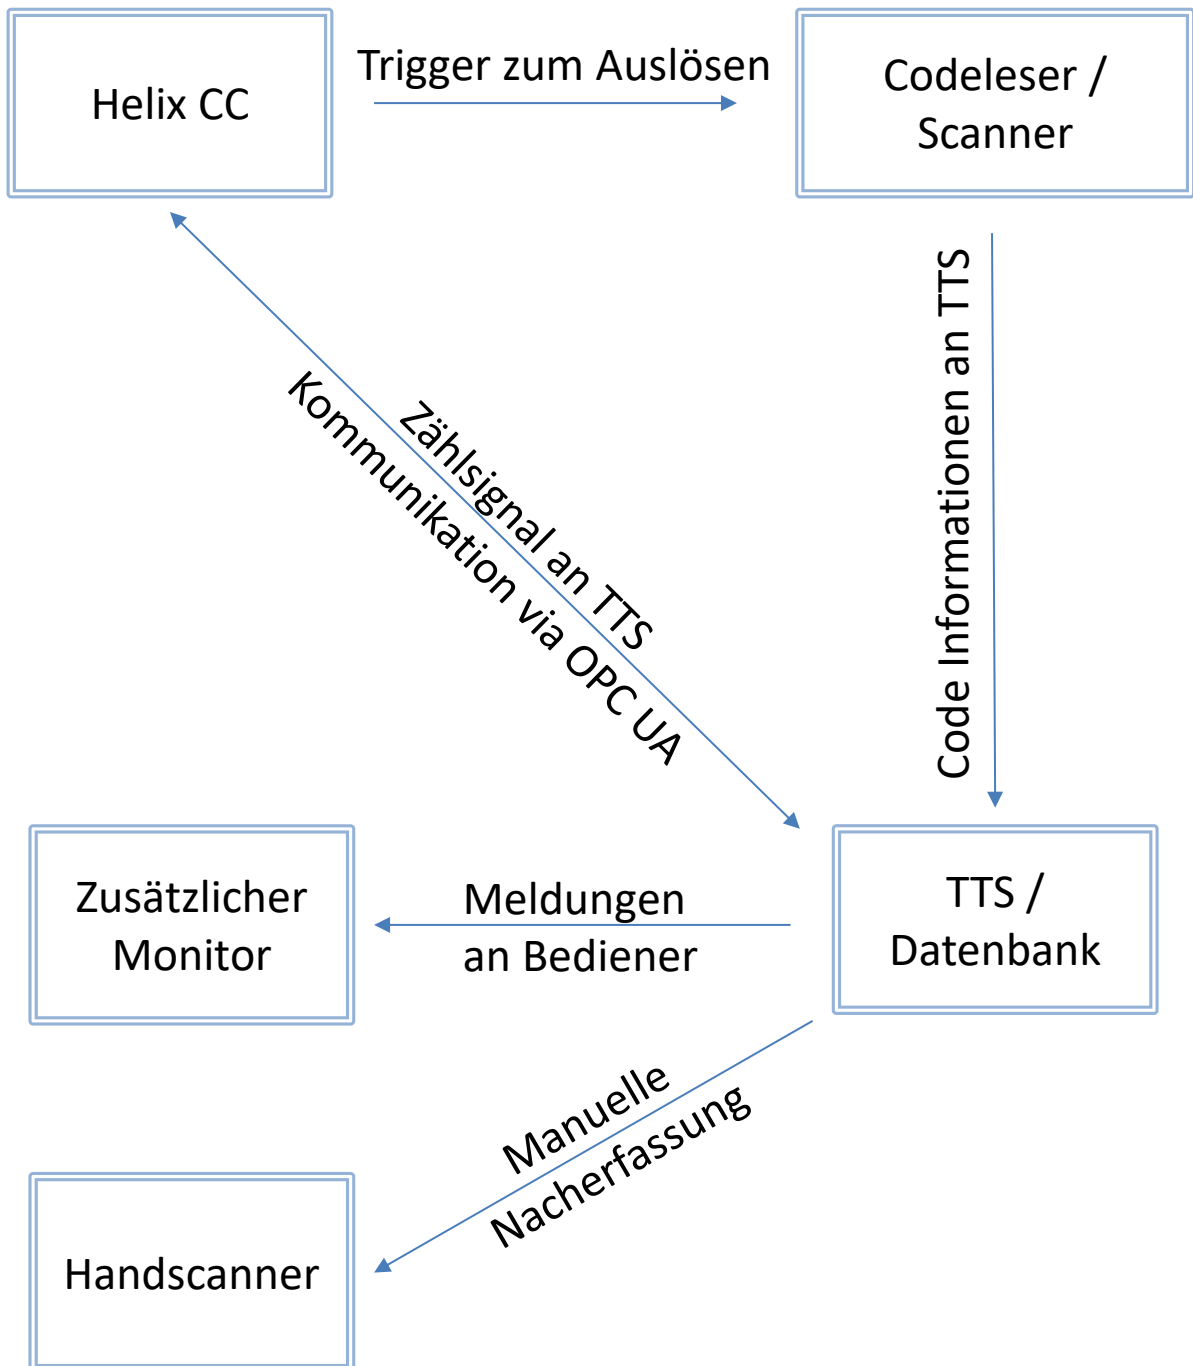 Helix CC
Trigger zum Auslösen
Codeleser /
Scanner
Zählsignal an TTS
Kommunikation via OPC UA
Code Informationen an TTS
Zusätzlicher
Monitor
Meldungen
an Bediener
TTS /
Datenbank
Manuelle
Nacherfassung
Handscanner